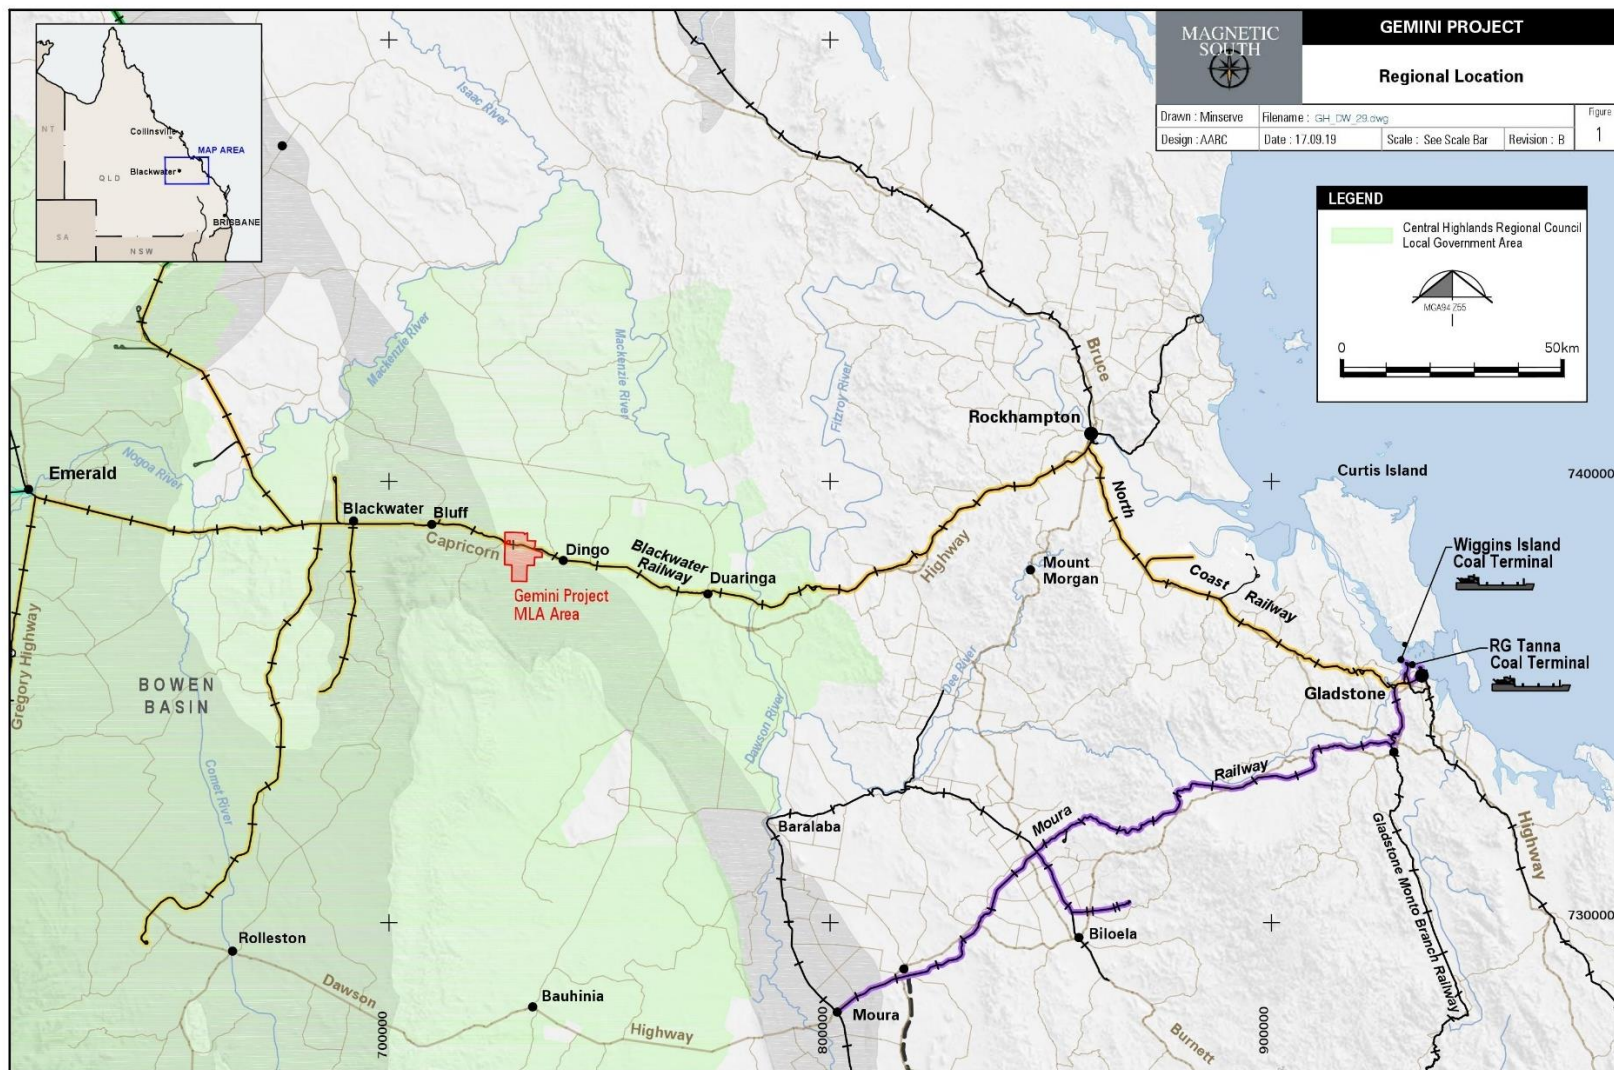 MAGNETIC
SOUTH
GEMINI PROJECT
Regional Location
Drawn : Minserve
Filename : GH_DW_29.dwg
Figure
1
Design : AARC
Date : 17.09.19
Scale : See Scale Bar
Revision : B
NT
QLD
SA
NSW
Collinsville
MAP AREA
Blackwater
BRISBANE
LEGEND
Central Highlands Regional Council
Local Government Area
MGA94 Z55
0
50km
Isaac River
Mackenzie River
Mackenzie River
Fitzroy River
Bruce
Rockhampton
Curtis Island
740000
Emerald
Nogoa River
Blackwater
Bluff
Capricorn
Dingo
Blackwater
Railway
Duaringa
Highway
North
Coast
Railway
Mount
Morgan
Wiggins Island
Coal Terminal
RG Tanna
Coal Terminal
Gladstone
Gemini Project
MLA Area
Gregory Highway
BOWEN
BASIN
Comet River
Dawson River
Dee River
Baralaba
Moura
Railway
Gladstone Monto Branch Railway
Highway
730000
Rolleston
Dawson
Bauhinia
Highway
Moura
Biloela
Burnett
700000
800000
900000